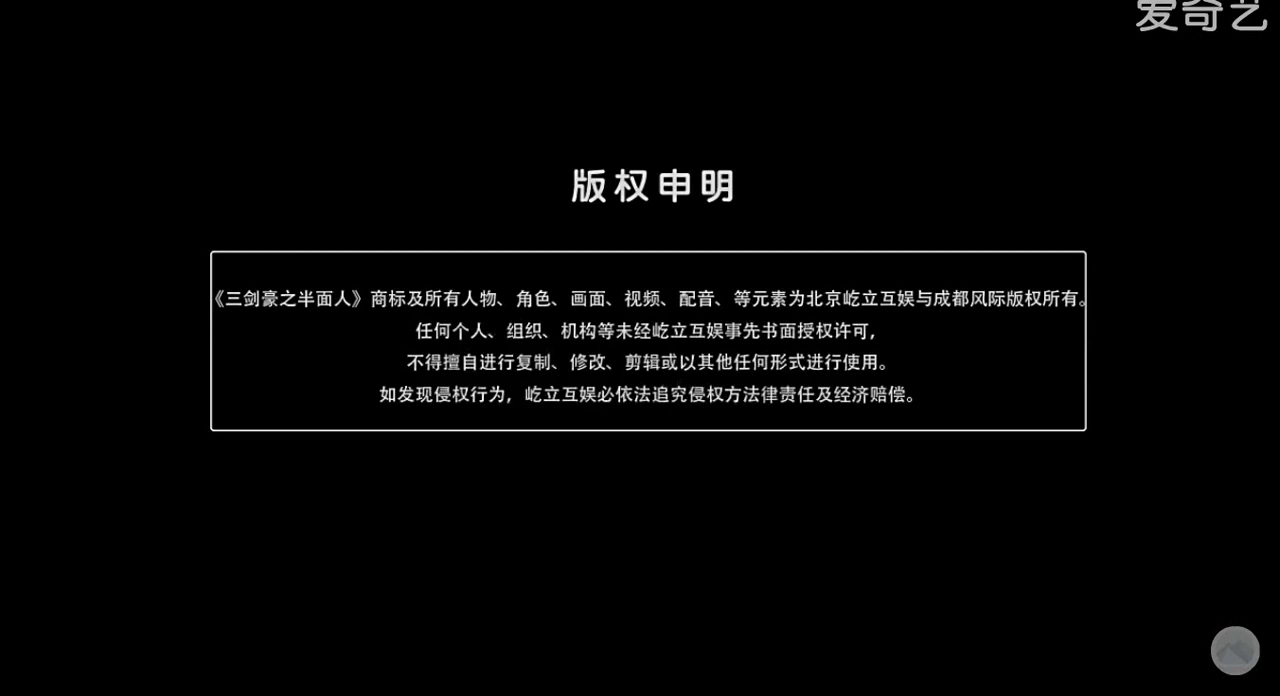 爱奇艺
版权申明
《三剑豪之半面人》商标及所有人物、角色、画面、视频、配音、等元素为北京屹立互娱与成都风际版权所有。
任何个人、组织、机构等未经屹立互娱事先书面授权许可，
不得擅自进行复制、修改、剪辑或以其他任何形式进行使用。
如发现侵权行为，屹立互娱必依法追究侵权方法律责任及经济赔偿。